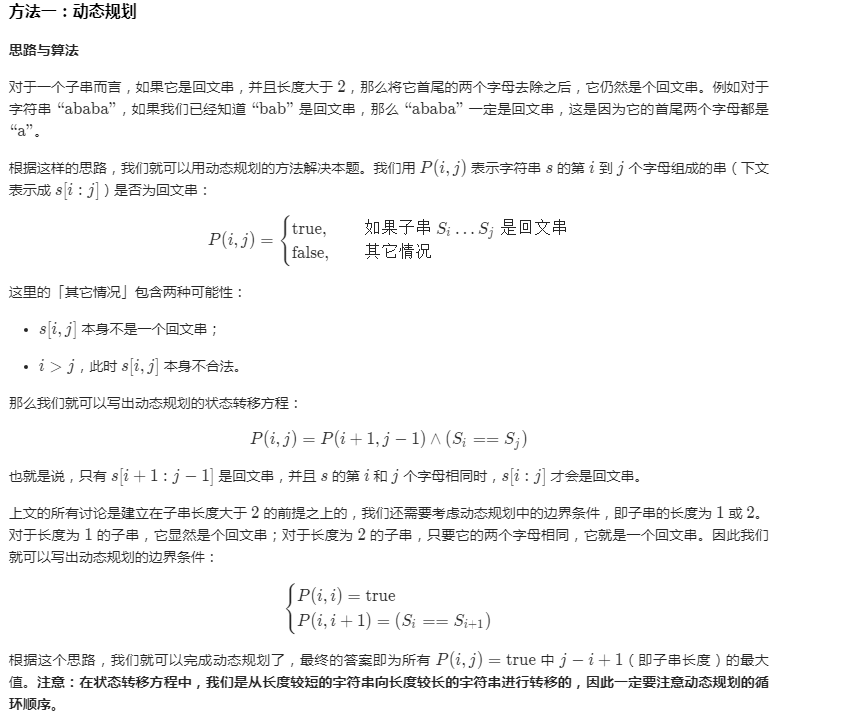 方法一：动态规划
思路与算法
对于一个子串而言，如果它是回文串，并且长度大于 2，那么将它首尾的两个字母去除之后，它仍然是个回文串。例如对于
字符串 “ababa”，如果我们已经知道 “bab” 是回文串，那么 “ababa” 一定是回文串，这是因为它的首尾两个字母都是
“a”。
根据这样的思路，我们就可以用动态规划的方法解决本题。我们用 P(i, j) 表示字符串 s 的第 i 到 j 个字母组成的串（下文
表示成 s[i : j]）是否为回文串：
P(i, j) = { true, 如果子串 Sᵢ … Sⱼ 是回文串
false, 其它情况
这里的「其它情况」包含两种可能性：
• s[i, j] 本身不是一个回文串；
• i > j，此时 s[i, j] 本身不合法。
那么我们就可以写出动态规划的状态转移方程：
P(i, j) = P(i + 1, j − 1) ∧ (Sᵢ == Sⱼ)
也就是说，只有 s[i + 1 : j − 1] 是回文串，并且 s 的第 i 和 j 个字母相同时，s[i : j] 才会是回文串。
上文的所有讨论是建立在子串长度大于 2 的前提之上的，我们还需要考虑动态规划中的边界条件，即子串的长度为 1 或 2。
对于长度为 1 的子串，它显然是个回文串；对于长度为 2 的子串，只要它的两个字母相同，它就是一个回文串。因此我们
就可以写出动态规划的边界条件：
{ P(i, i) = true
P(i, i + 1) = (Sᵢ == Sᵢ₊₁)
根据这个思路，我们就可以完成动态规划了，最终的答案即为所有 P(i, j) = true 中 j − i + 1（即子串长度）的最大
值。注意：在状态转移方程中，我们是从长度较短的字符串向长度较长的字符串进行转移的，因此一定要注意动态规划的循
环顺序。